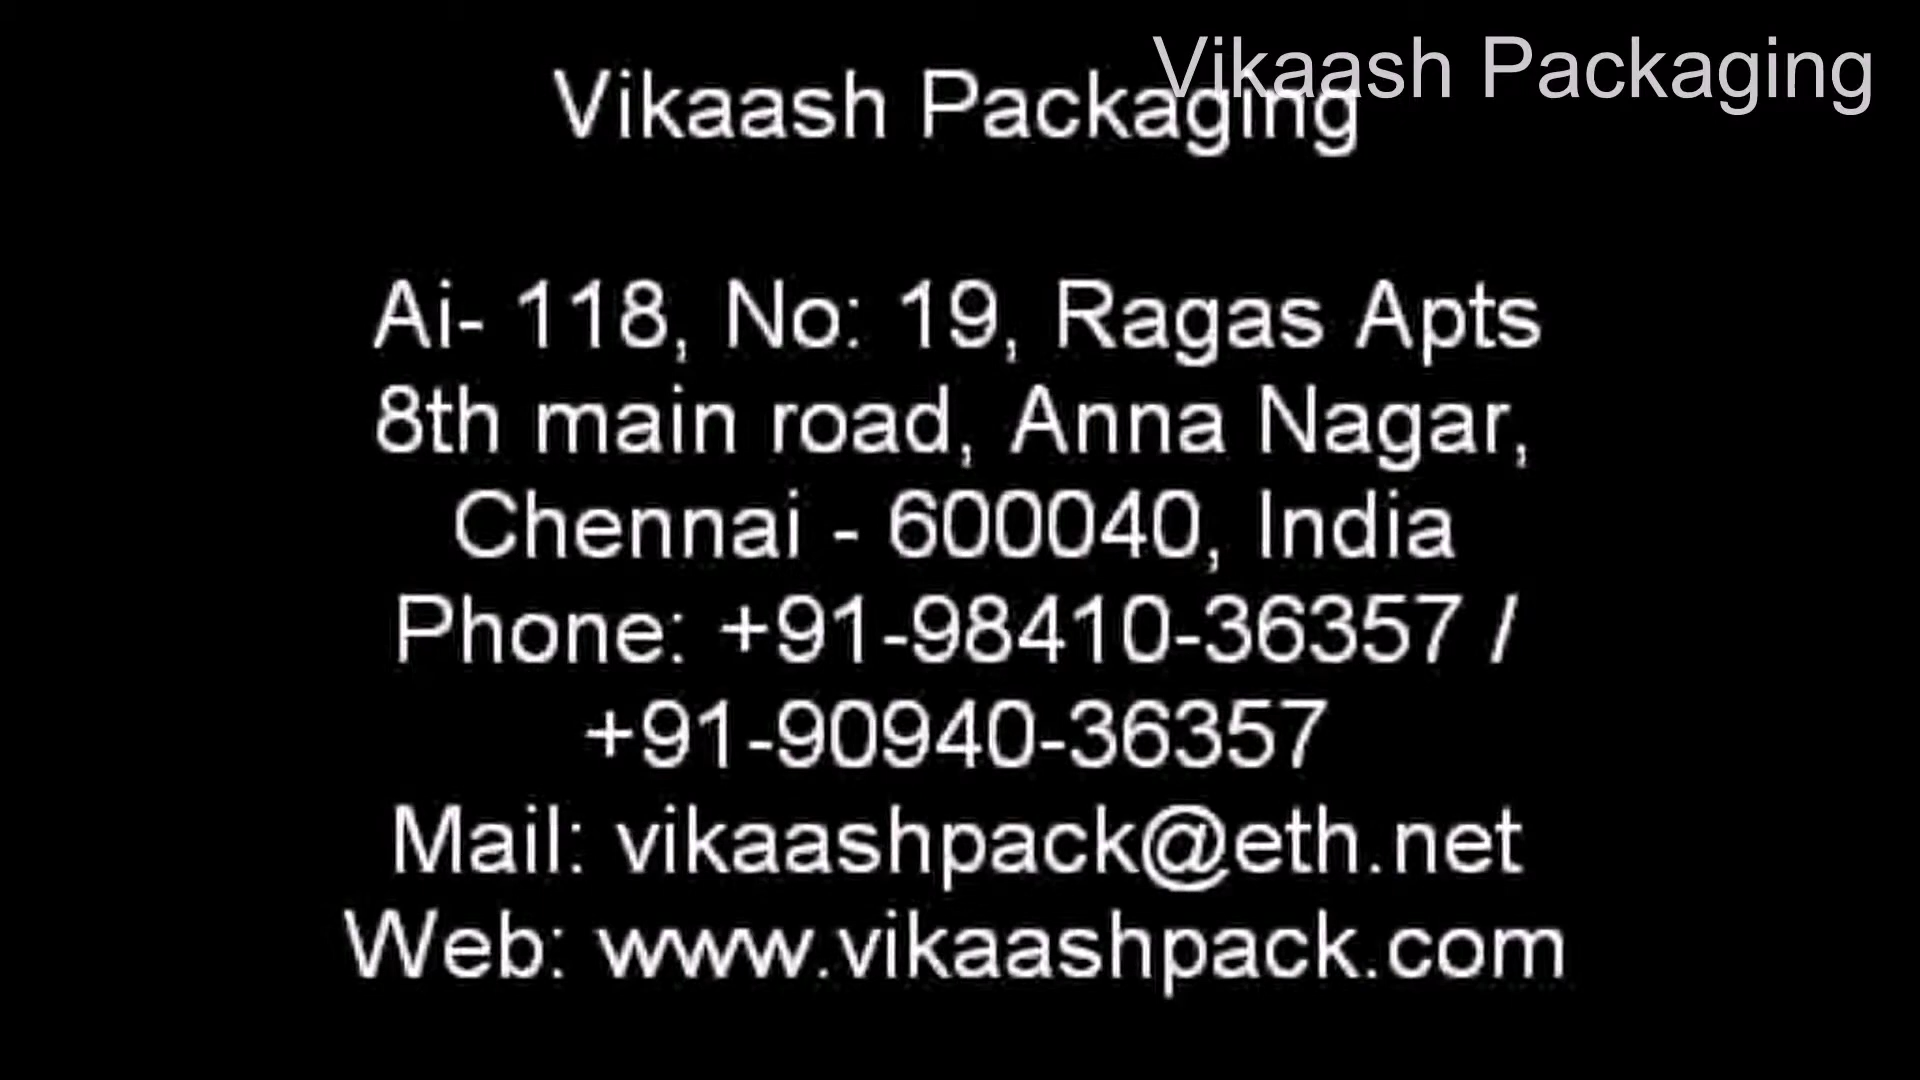 Vikaash Packaging
Vikaash Packaging
Ai- 118, No: 19, Ragas Apts
8th main road, Anna Nagar,
Chennai - 600040, India
Phone: +91-98410-36357 /
+91-90940-36357
Mail: vikaashpack@eth.net
Web: www.vikaashpack.com